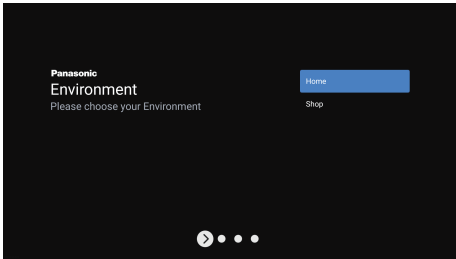 Panasonic
Environment
Please choose your Environment
Home
Shop